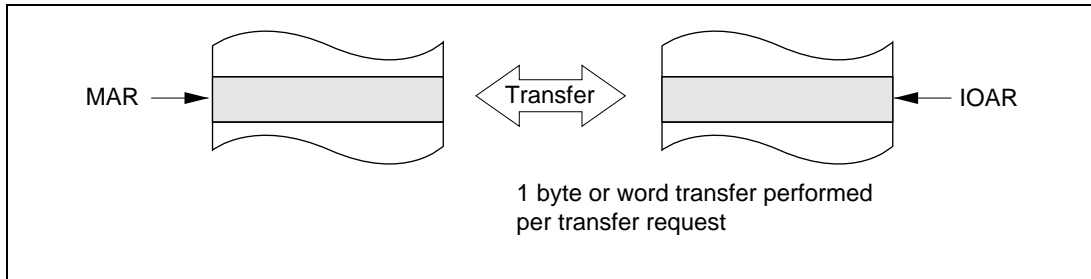 MAR
Transfer
IOAR
1 byte or word transfer performed
per transfer request